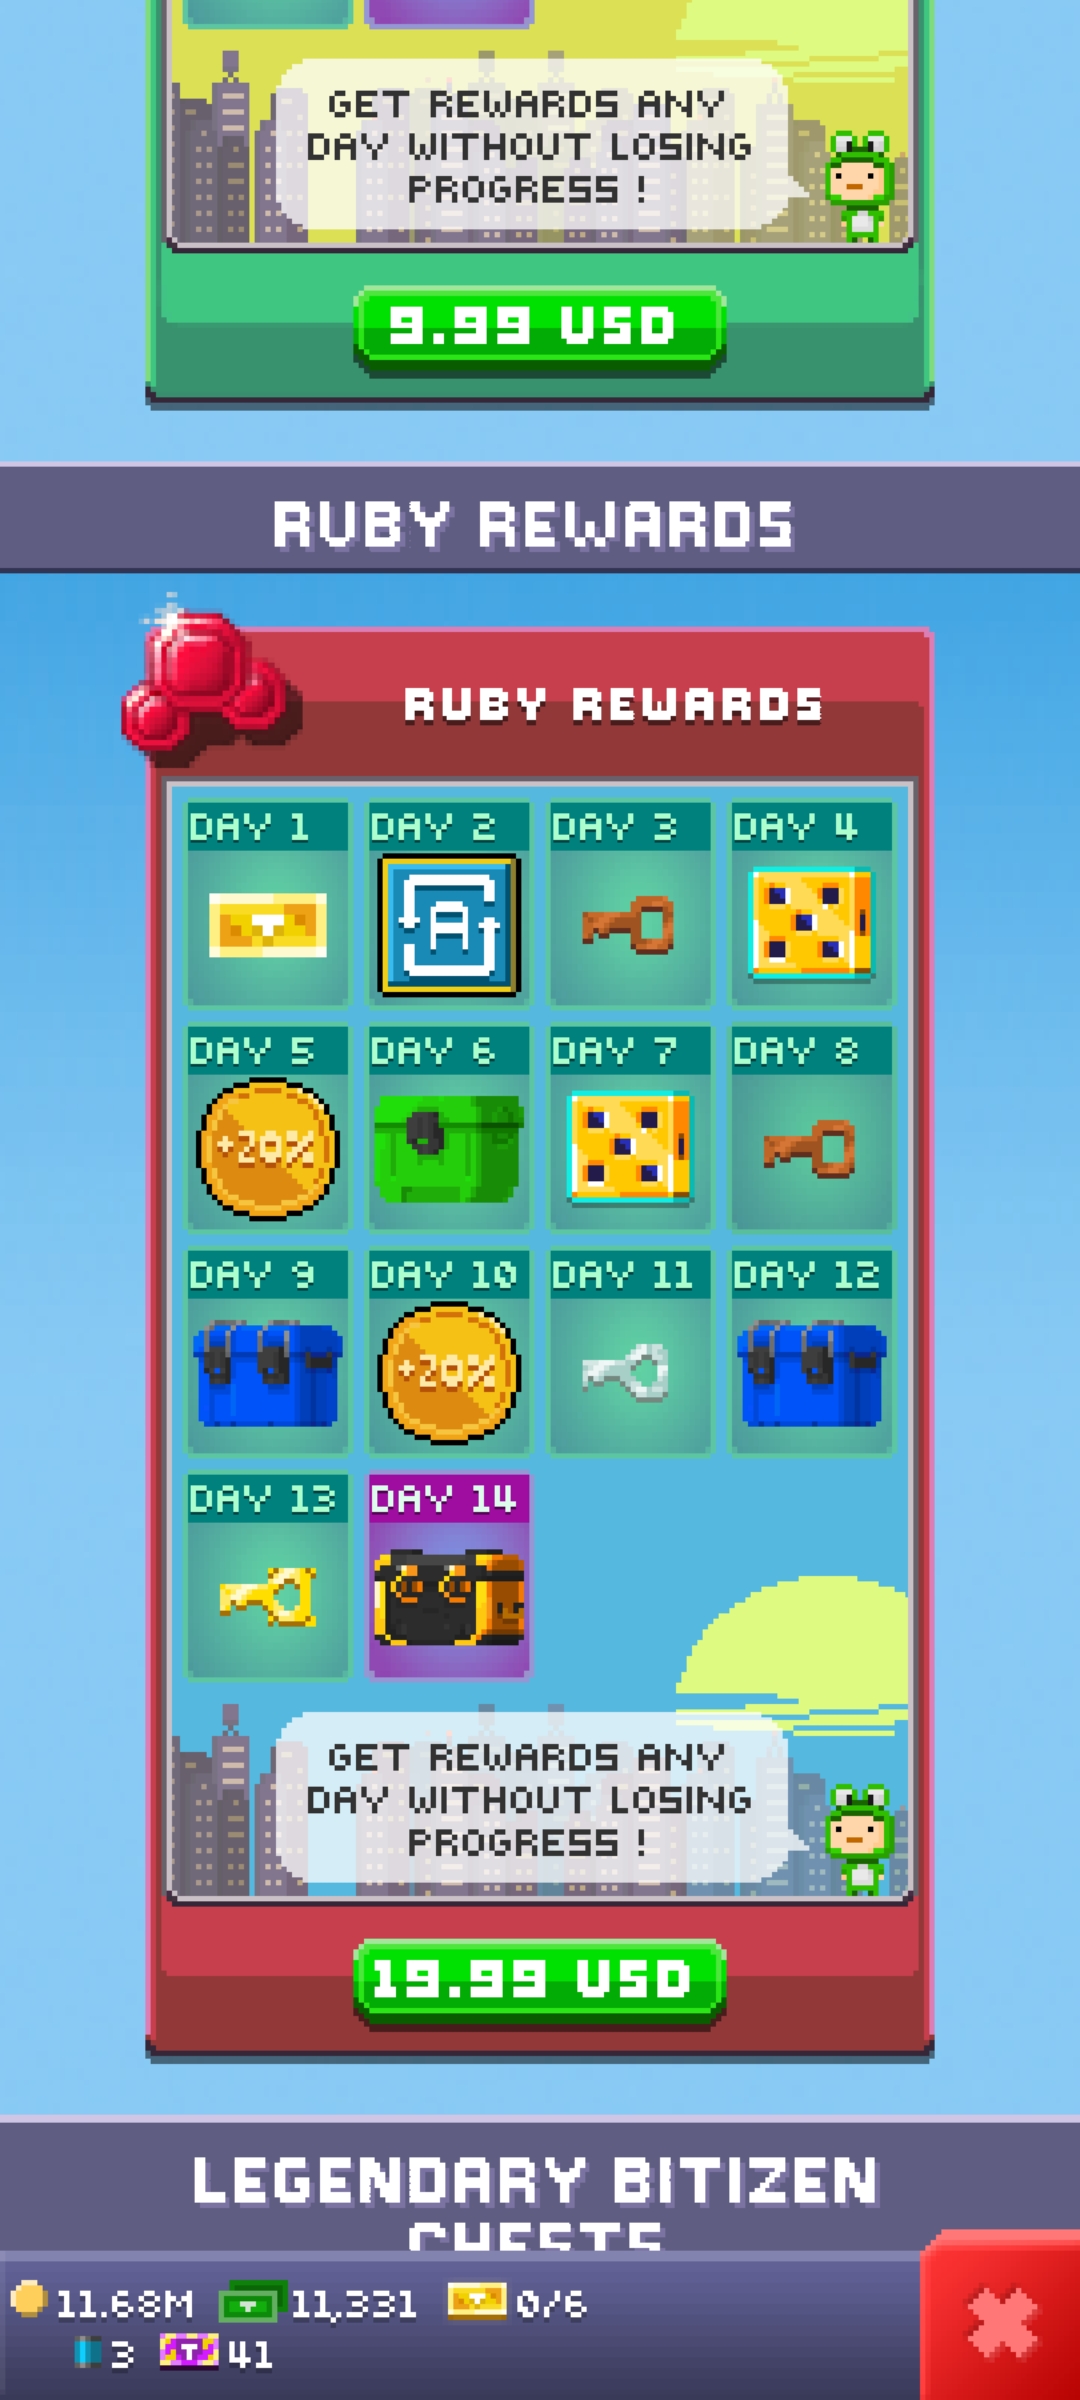 GET REWARDS ANY
DAY WITHOUT LOSING
PROGRESS !
9.99 USD
RUBY REWARDS
RUBY REWARDS
DAY 1
DAY 2
DAY 3
DAY 4
A
DAY 5
DAY 6
DAY 7
DAY 8
+20%
DAY 9
DAY 10
DAY 11
DAY 12
+20%
DAY 13
DAY 14
GET REWARDS ANY
DAY WITHOUT LOSING
PROGRESS !
19.99 USD
LEGENDARY BITIZEN
CHESTS
11.68M 11,331 0/6
3 T 41